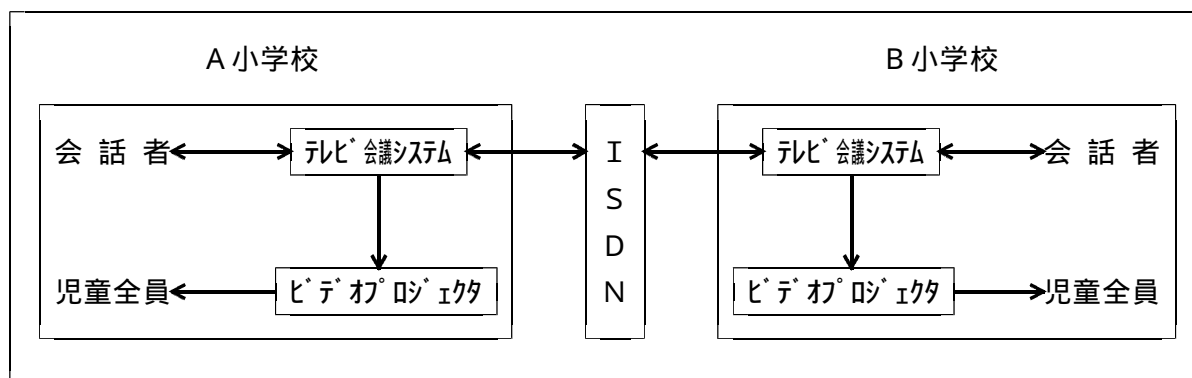 A小学校 B小学校
会話者 ﾃﾚﾋﾞ会議ｼｽﾃﾑ I ﾃﾚﾋﾞ会議ｼｽﾃﾑ 会話者
S
D
児童全員 ﾋﾞﾃﾞｵﾌﾟﾛｼﾞｪｸﾀ N ﾋﾞﾃﾞｵﾌﾟﾛｼﾞｪｸﾀ 児童全員